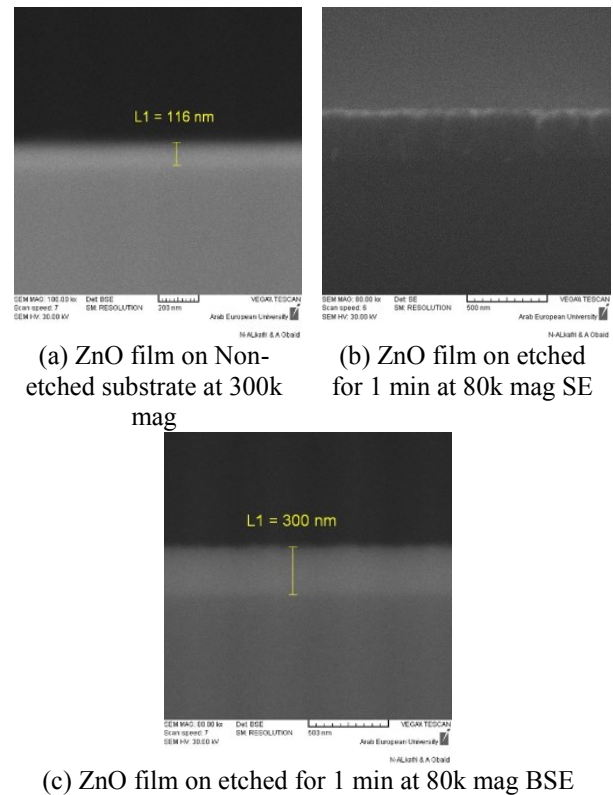 L1 = 116 nm
SEM MAG: 100.00 kx Det: BSE VEGA\\ TESCAN
Scan speed: 7 SM: RESOLUTION 200 nm
SEM HV: 30.00 kV Arab European University
N-ALkafri & A Obaid
SEM MAG: 80.00 kx Det: SE VEGA\\ TESCAN
Scan speed: 6 SM: RESOLUTION 500 nm
SEM HV: 30.00 kV Arab European University
N-ALkafri & A Obaid
(a) ZnO film on Non-
etched substrate at 300k
mag
(b) ZnO film on etched
for 1 min at 80k mag SE
L1 = 300 nm
SEM MAG: 80.00 kx Det: BSE VEGA\\ TESCAN
Scan speed: 7 SM: RESOLUTION 500 nm
SEM HV: 30.00 kV Arab European University
N-ALkafri & A Obaid
(c) ZnO film on etched for 1 min at 80k mag BSE